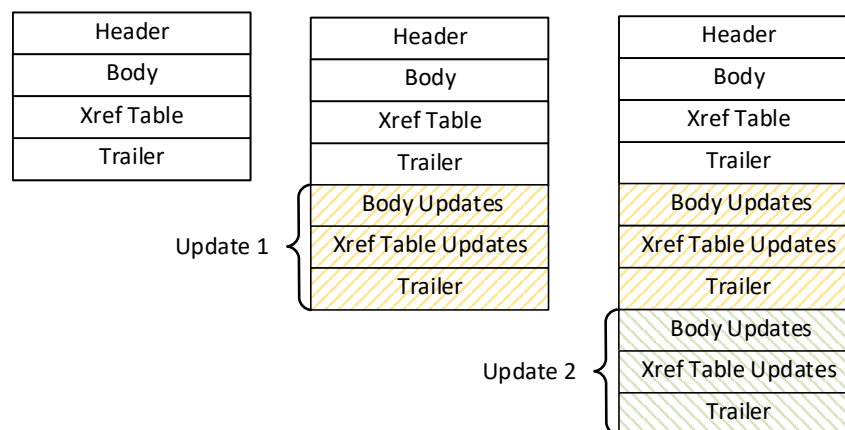 Header
Body
Xref Table
Trailer
Header
Body
Xref Table
Trailer
Update 1
Body Updates
Xref Table Updates
Trailer
Header
Body
Xref Table
Trailer
Body Updates
Xref Table Updates
Trailer
Update 2
Body Updates
Xref Table Updates
Trailer